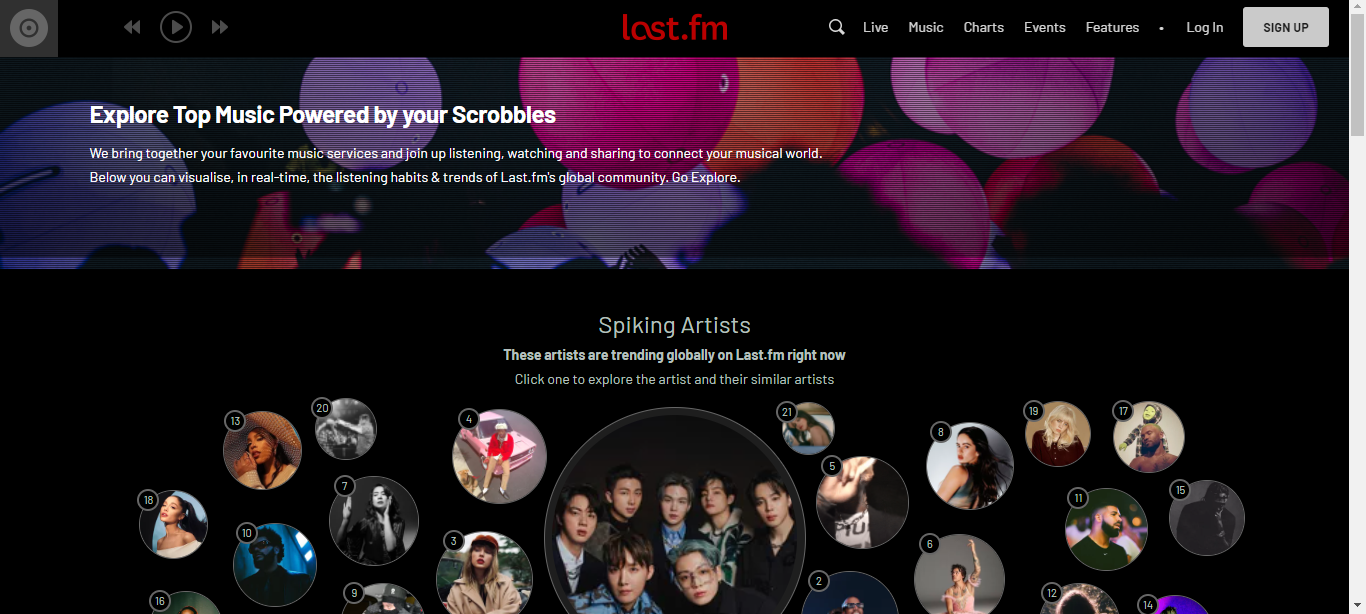 last.fm
Live Music Charts Events Features • Log In SIGN UP
Explore Top Music Powered by your Scrobbles
We bring together your favourite music services and join up listening, watching and sharing to connect your musical world.
Below you can visualise, in real-time, the listening habits & trends of Last.fm's global community. Go Explore.
Spiking Artists
These artists are trending globally on Last.fm right now
Click one to explore the artist and their similar artists
20
21
13
4
19
17
8
5
7
18
11
15
10
3
6
2
9
12
16
14